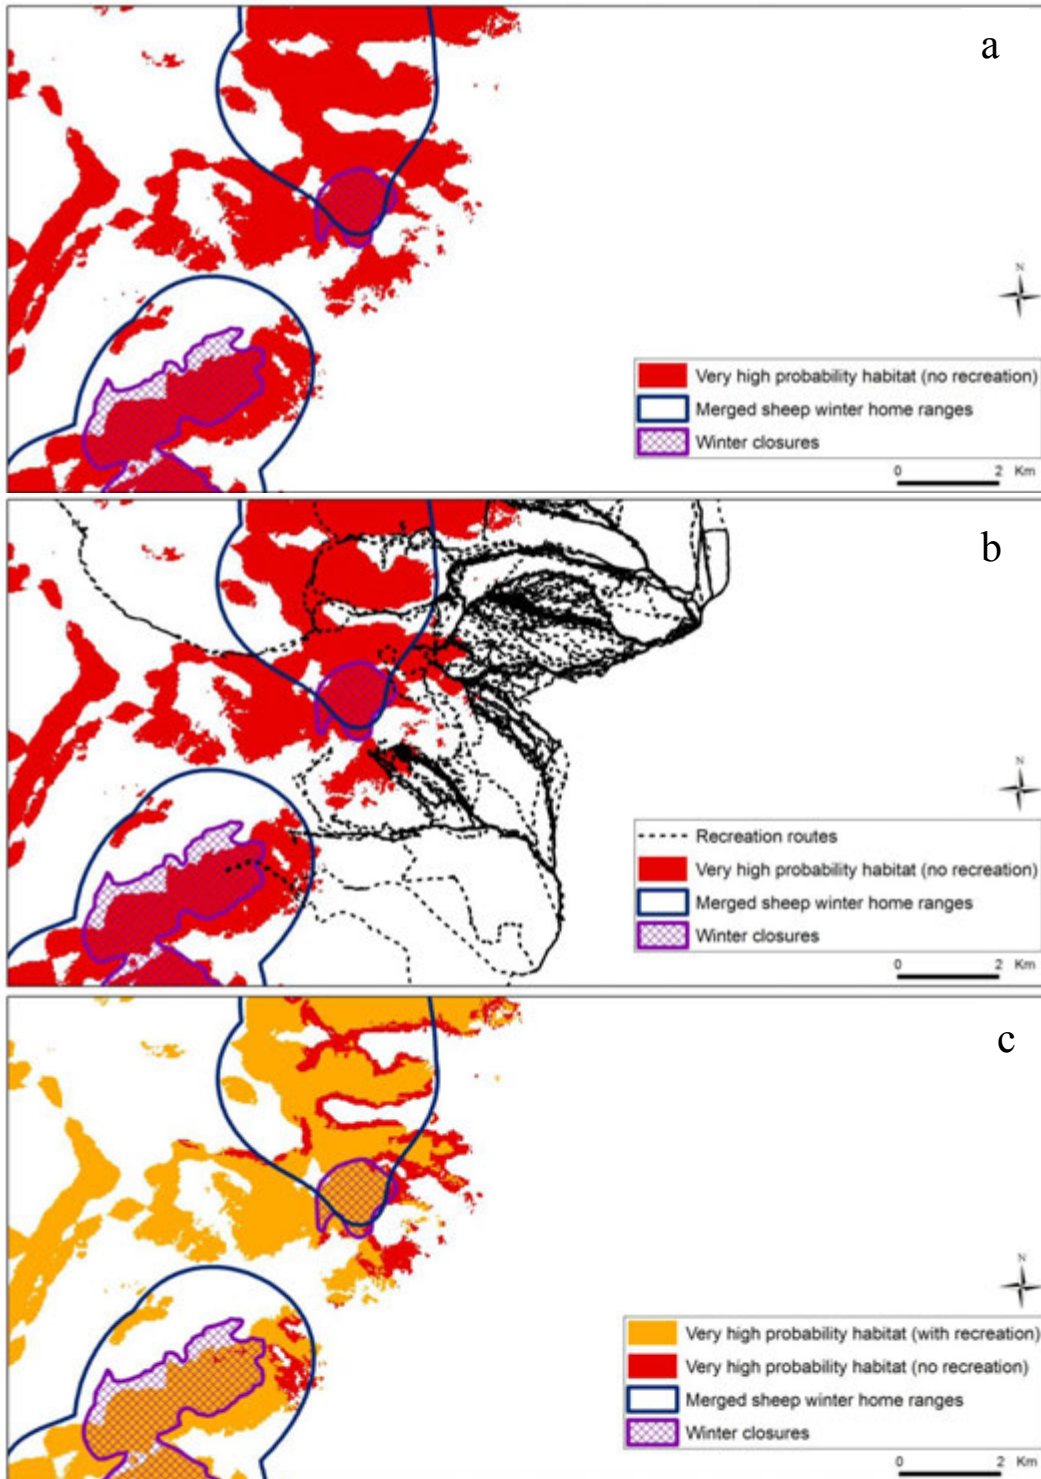 a
N
Very high probability habitat (no recreation)
Merged sheep winter home ranges
Winter closures
0 2 Km
b
N
Recreation routes
Very high probability habitat (no recreation)
Merged sheep winter home ranges
Winter closures
0 2 Km
c
N
Very high probability habitat (with recreation)
Very high probability habitat (no recreation)
Merged sheep winter home ranges
Winter closures
0 2 Km